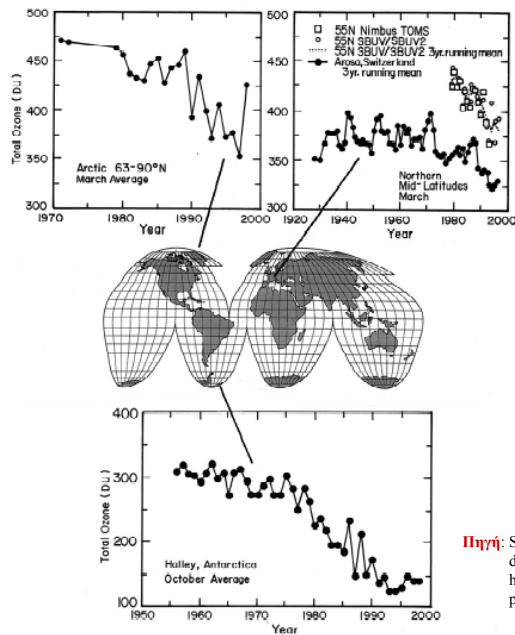 500
450
400
350
300
Total Ozone (DU)
Arctic 63-90°N
March Average
1970 1980 1990 2000
Year
500
450
400
350
300
55N Nimbus TOMS
55N SBUV/SBUV2
55N SBUV/SBUV2 3yr. running mean
Arosa, Switzerland
3yr. running mean
Northern
Mid-Latitudes
March
1920 1940 1960 1980 2000
Year
400
300
150
100
Total Ozone (DU)
Halley, Antarctica
October Average
1950 1960 1970 1980 1990 2000
Year
Πηγή: S
d
h
p